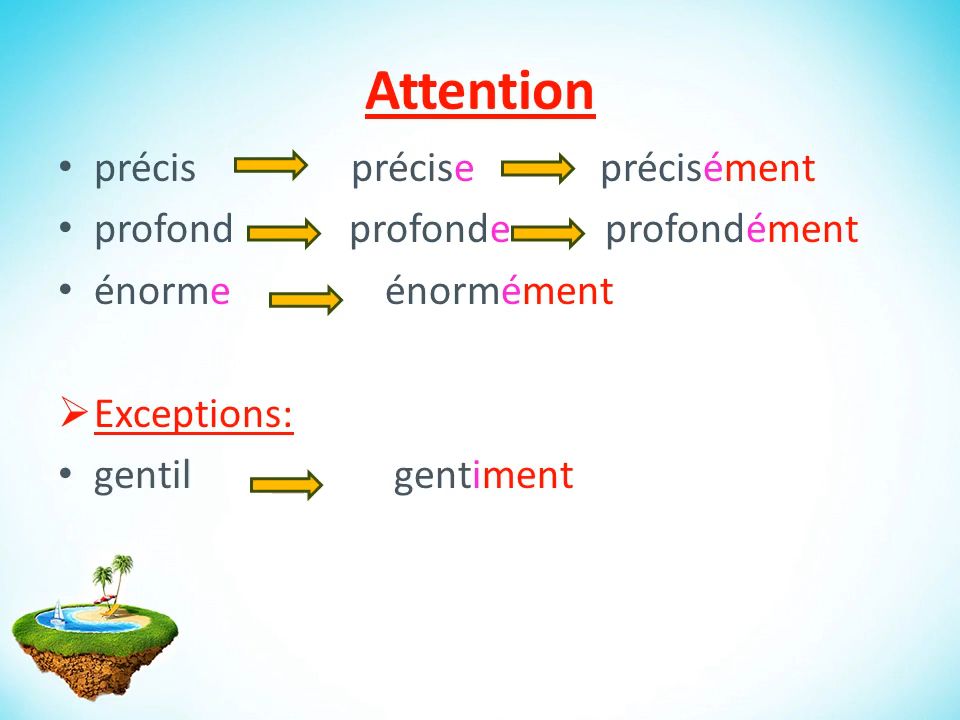 Attention
• précis précise précisément
• profond profonde profondément
• énorme énormément
➢ Exceptions:
• gentil gentiment